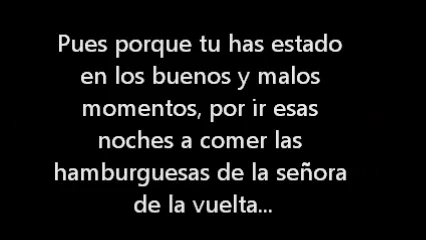 Pues porque tu has estado
en los buenos y malos
momentos, por ir esas
noches a comer las
hamburguesas de la señora
de la vuelta...